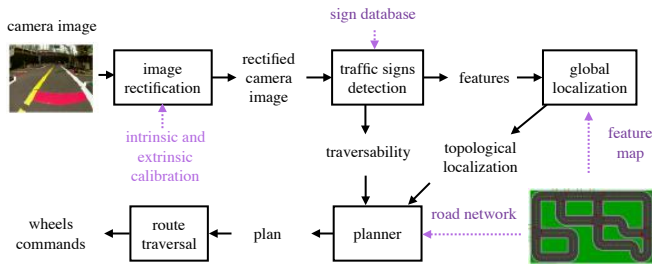 sign database
camera image
image
rectification
rectified
camera
image
traffic signs
detection
features
global
localization
intrinsic and
extrinsic
calibration
traversability
topological
localization
feature
map
wheels
commands
route
traversal
plan
planner
road network